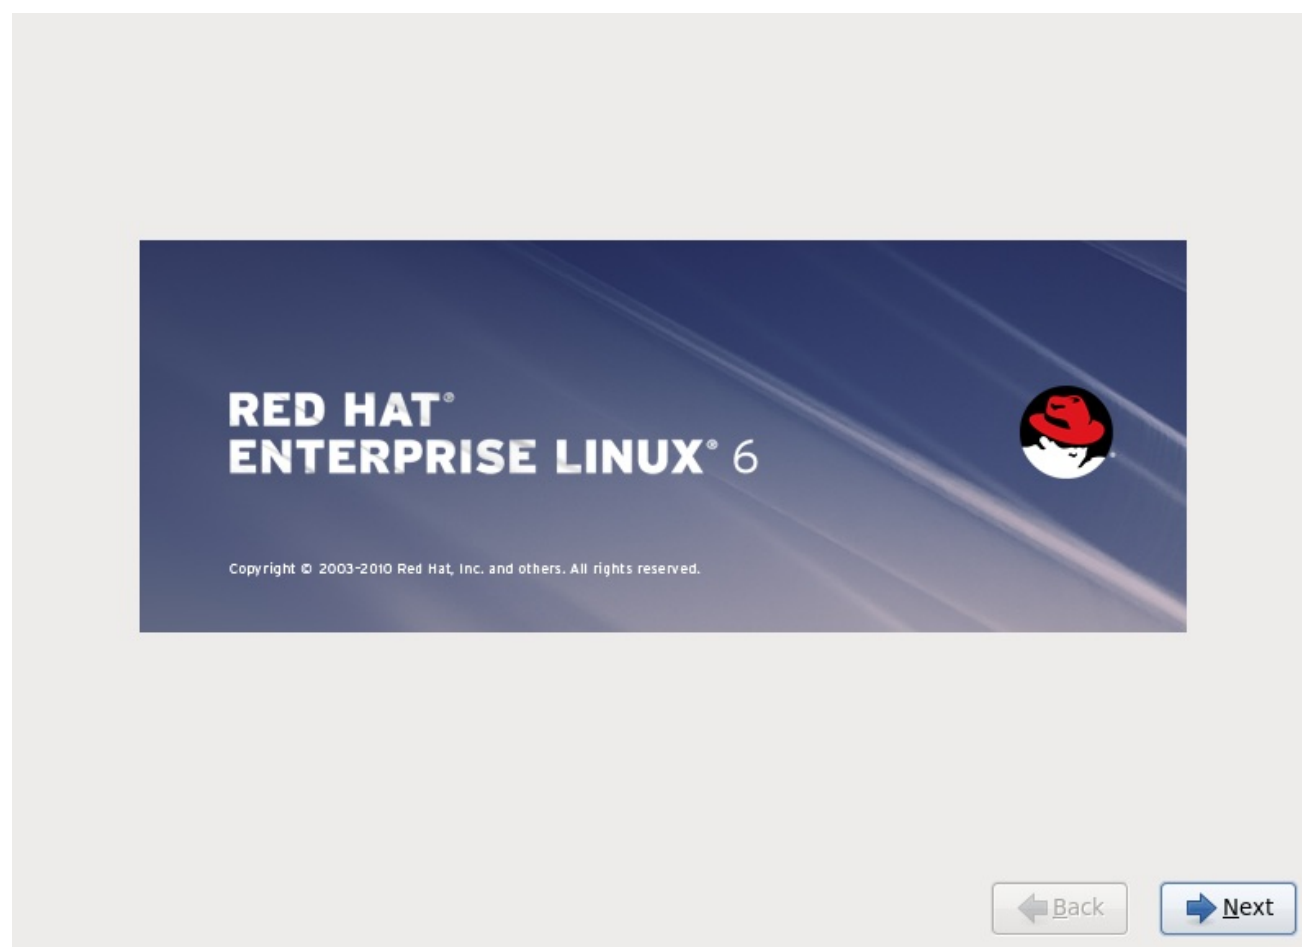 RED HAT®
ENTERPRISE LINUX® 6
Copyright © 2003-2010 Red Hat, Inc. and others. All rights reserved.
Back
Next